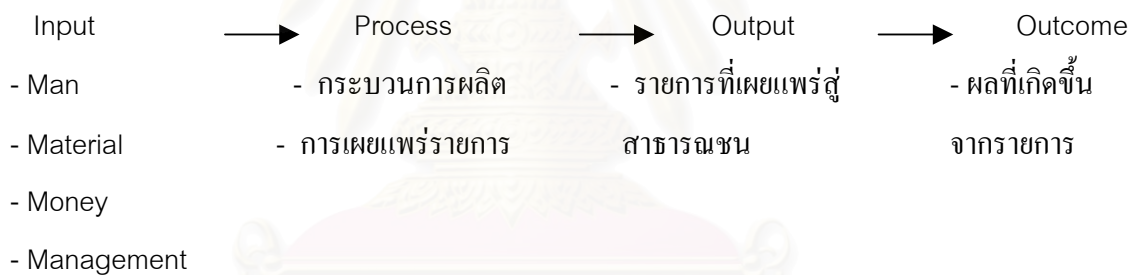 Input Process Output Outcome
- Man - กระบวนการผลิต - รายการที่เผยแพร่สู่ - ผลที่เกิดขึ้น
- Material - การเผยแพร่รายการ สาธารณชน จากรายการ
- Money
- Management